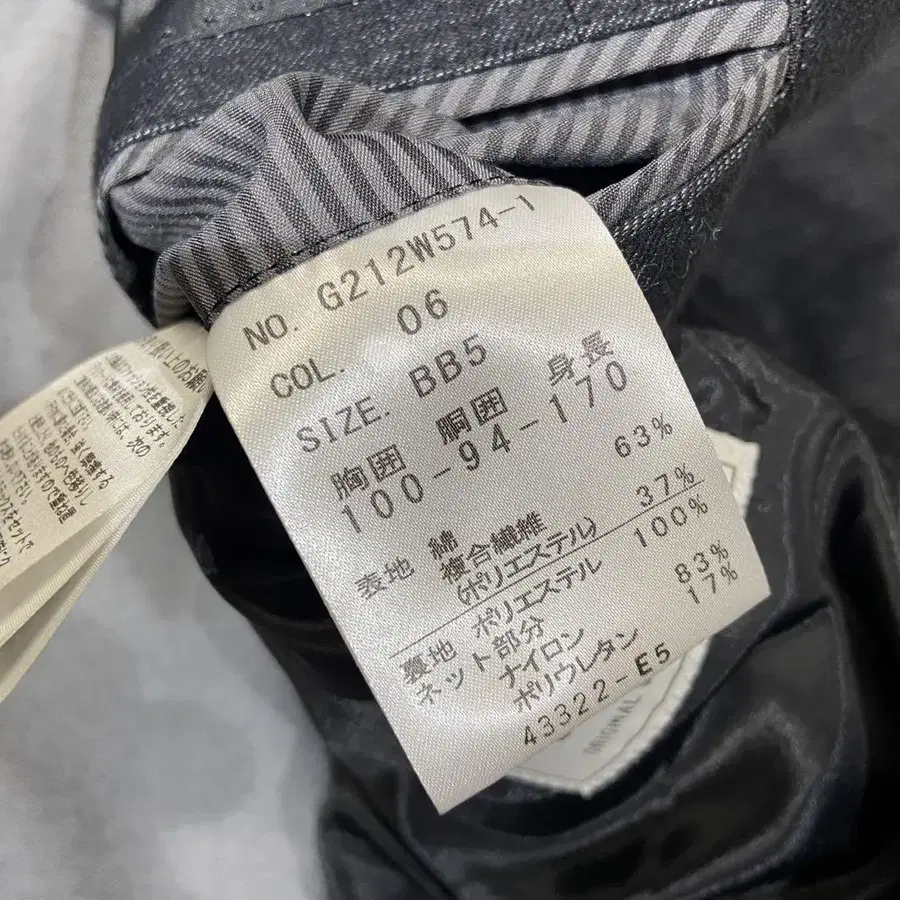 NO. G212W574-1
COL. 06
SIZE. BB5
胸囲 胴囲 身長
100-94-170
表地 綿 63%
複合繊維
(ポリエステル) 37%
裏地 ポリエステル 100%
ネット部分
ナイロン 83%
ポリウレタン 17%
43322-E5
ORIGINAL